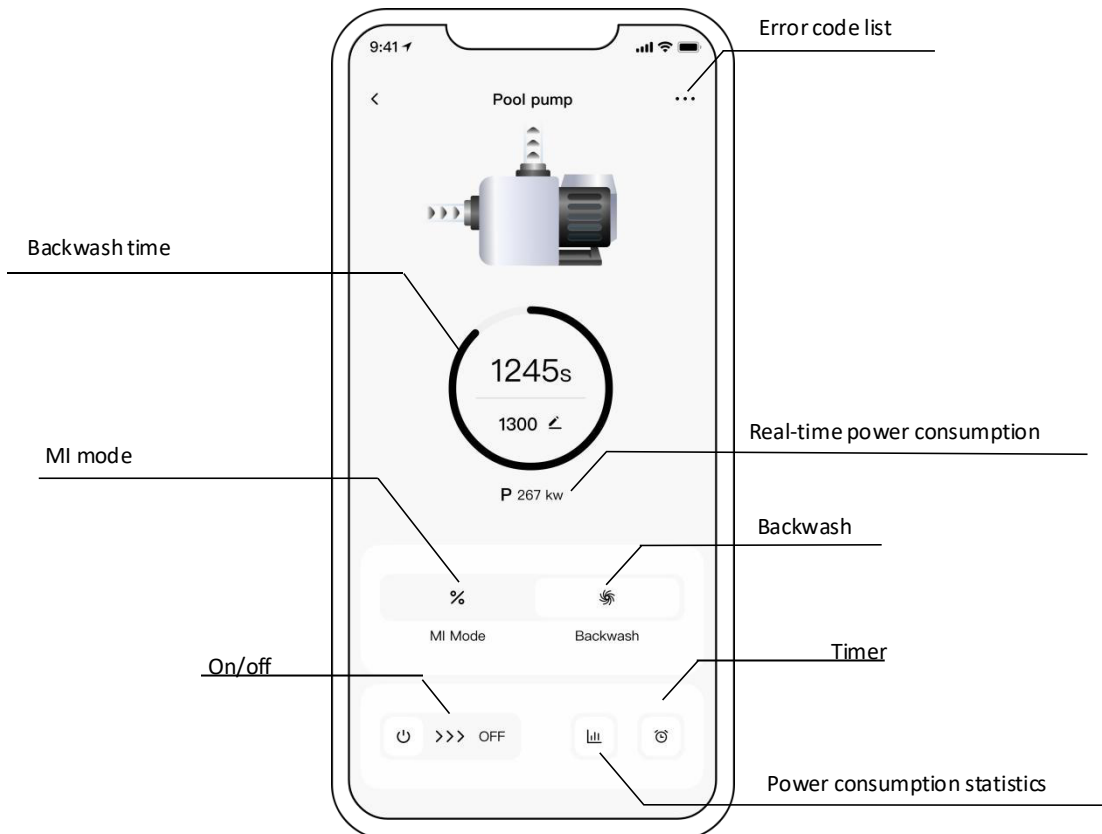 Error code list
9:41
Pool pump
Backwash time
1245s
1300
Real-time power consumption
MI mode
P 267 kw
Backwash
%
MI Mode
Backwash
On/off
Timer
>>> OFF
Power consumption statistics